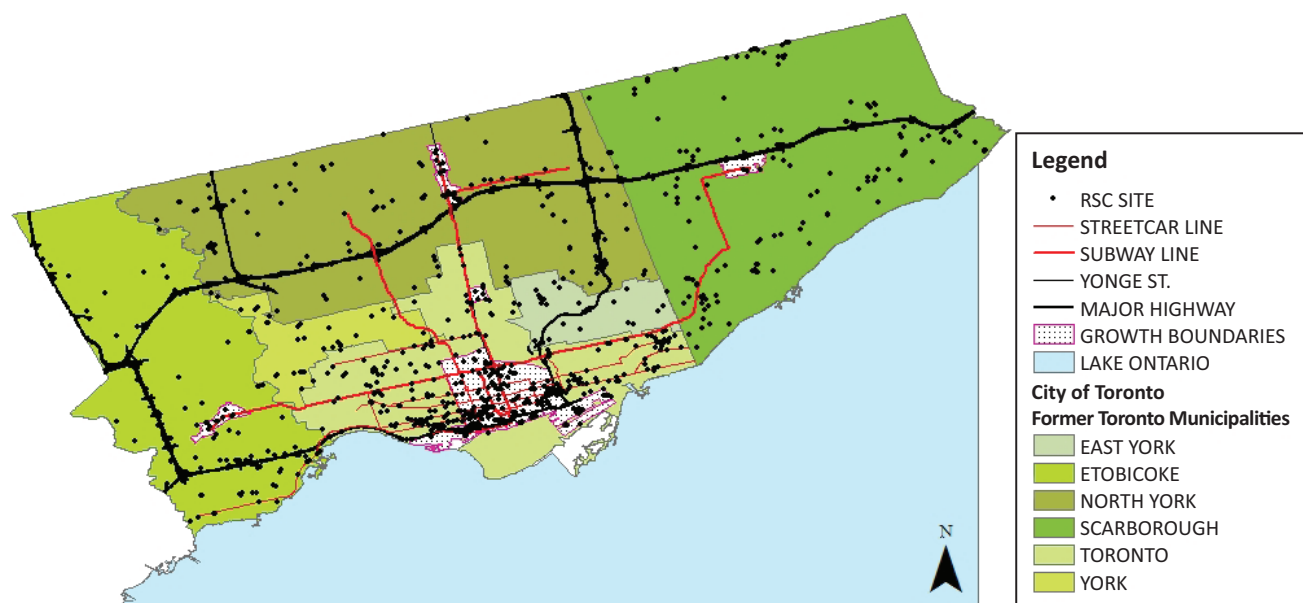 N
Legend
RSC SITE
STREETCAR LINE
SUBWAY LINE
YONGE ST.
MAJOR HIGHWAY
GROWTH BOUNDARIES
LAKE ONTARIO
City of Toronto
Former Toronto Municipalities
EAST YORK
ETOBICOKE
NORTH YORK
SCARBOROUGH
TORONTO
YORK